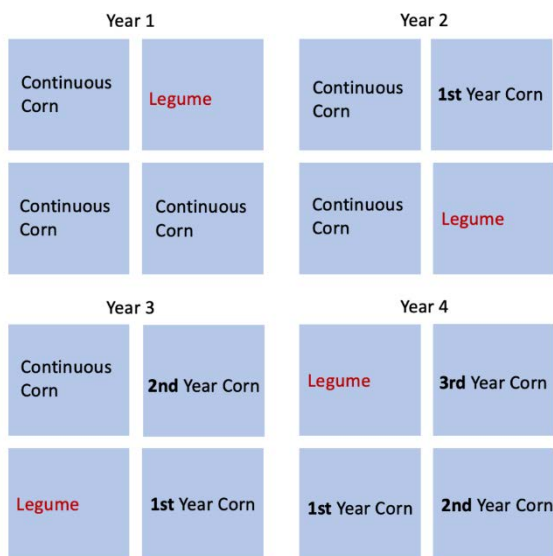 Year 1
Continuous
Corn
Legume
Continuous
Corn
Continuous
Corn
Year 2
Continuous
Corn
1st Year Corn
Continuous
Corn
Legume
Year 3
Continuous
Corn
2nd Year Corn
Legume
1st Year Corn
Year 4
Legume
3rd Year Corn
1st Year Corn
2nd Year Corn